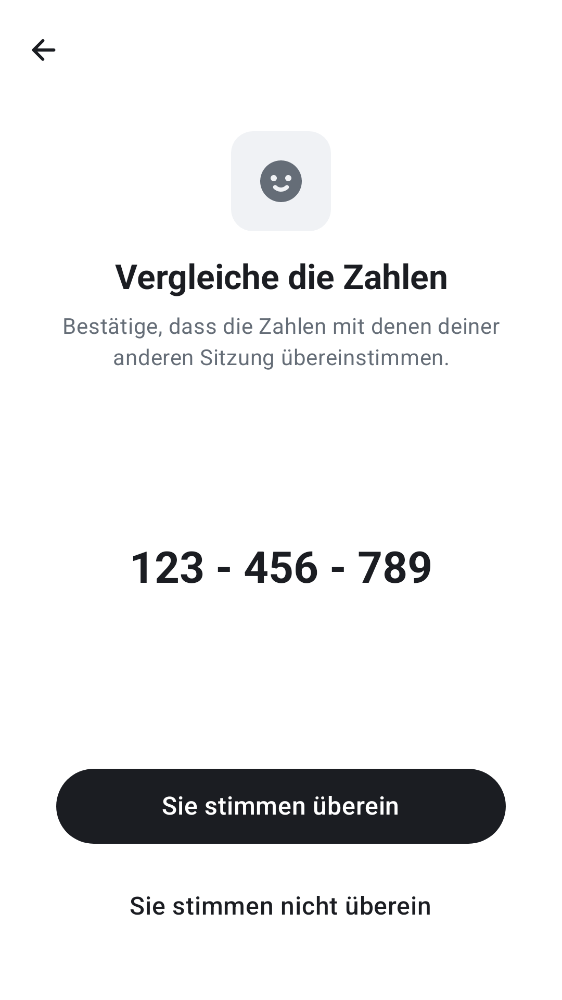 Vergleiche die Zahlen
Bestätige, dass die Zahlen mit denen deiner
anderen Sitzung übereinstimmen.
123 - 456 - 789
Sie stimmen überein
Sie stimmen nicht überein